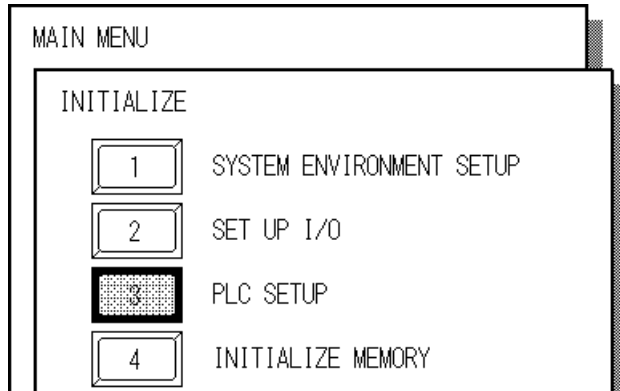 MAIN MENU
INITIALIZE
1 SYSTEM ENVIRONMENT SETUP
2 SET UP I/O
3 PLC SETUP
4 INITIALIZE MEMORY